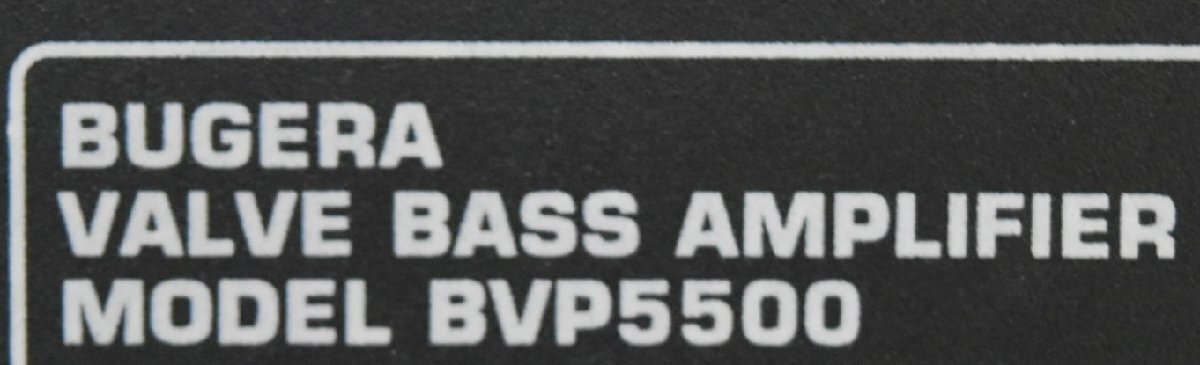 BUGERA
VALVE BASS AMPLIFIER
MODEL BVP5500